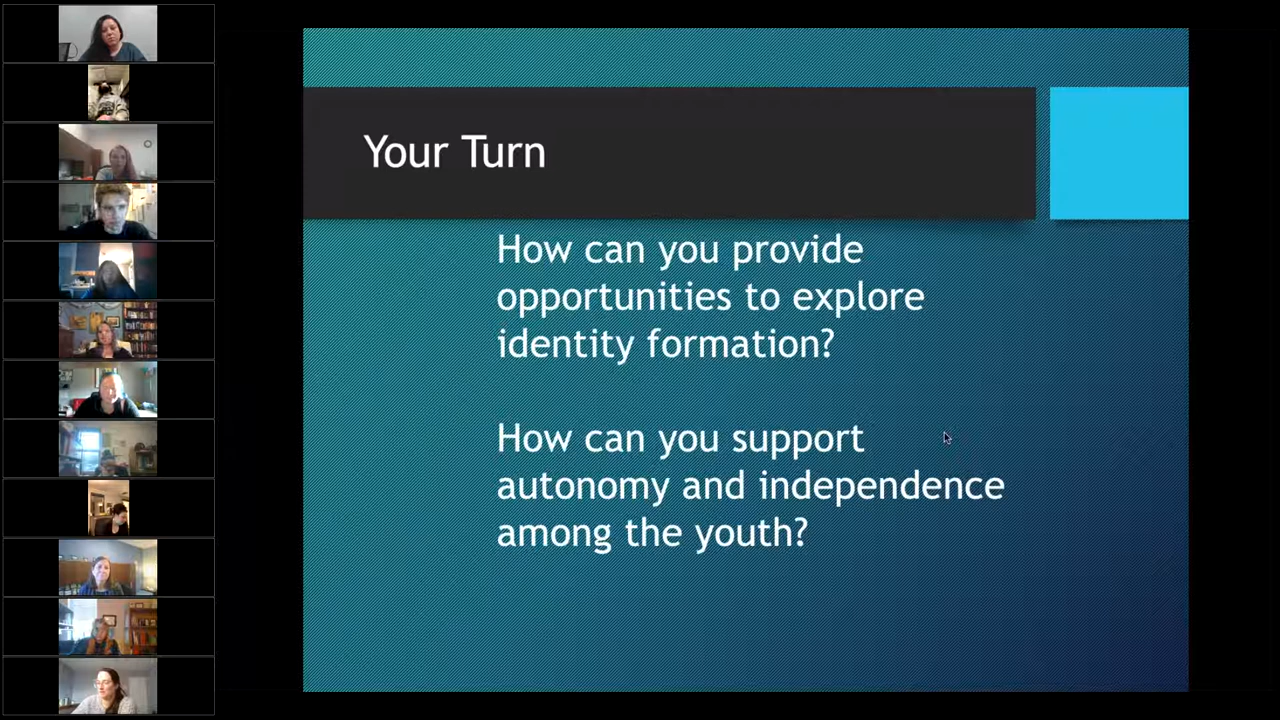 Your Turn
How can you provide
opportunities to explore
identity formation?
How can you support
autonomy and independence
among the youth?